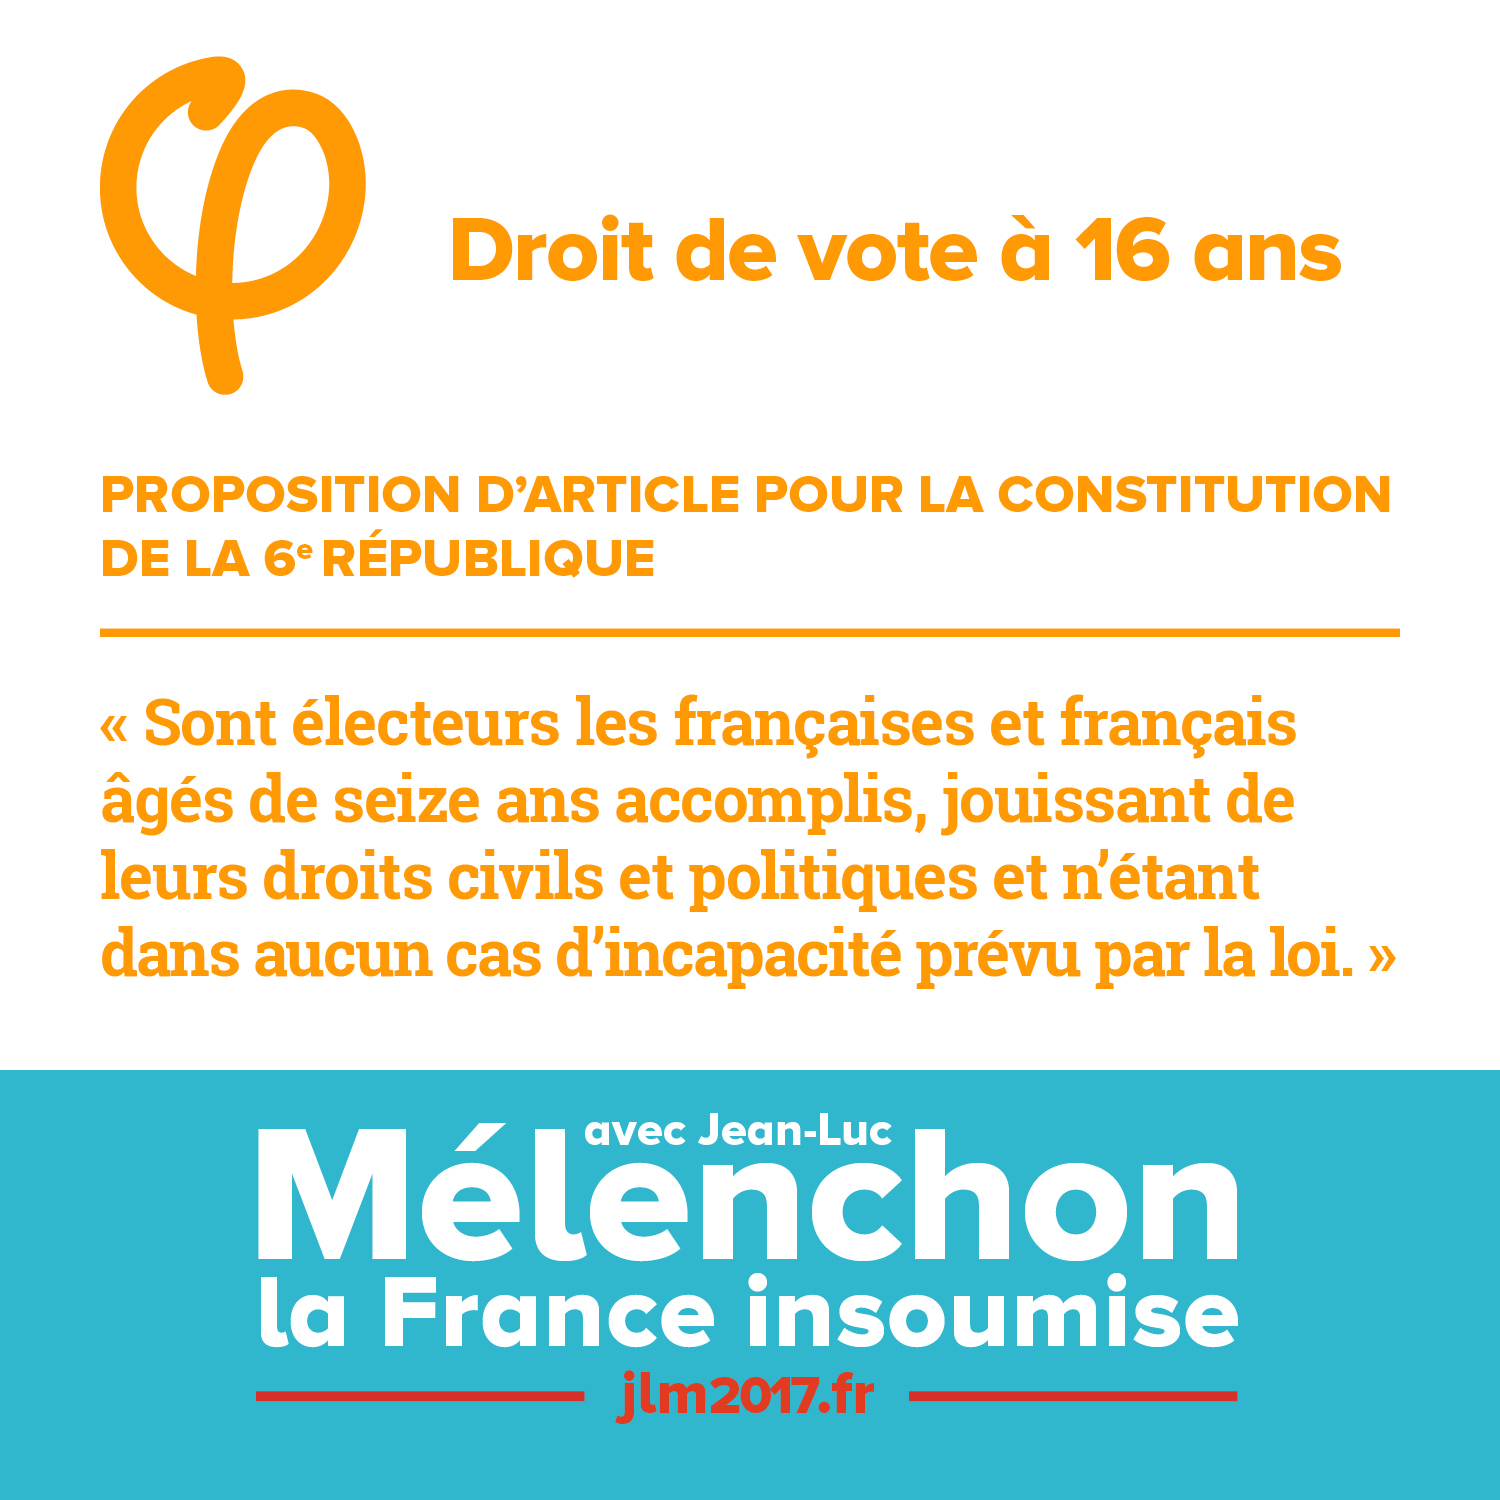 Droit de vote à 16 ans
PROPOSITION D’ARTICLE POUR LA CONSTITUTION
DE LA 6e RÉPUBLIQUE
« Sont électeurs les françaises et français
âgés de seize ans accomplis, jouissant de
leurs droits civils et politiques et n’étant
dans aucun cas d’incapacité prévu par la loi. »
avec Jean-Luc
Mélenchon
la France insoumise
jlm2017.fr